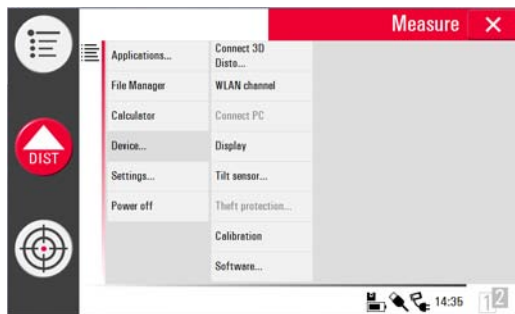 Measure
Applications...
File Manager
Calculator
Device...
Settings...
Power off
Connect 3D
Disto...
WLAN channel
Connect PC
Display
Tilt sensor...
Theft protection...
Calibration
Software...
DIST
14:35
12